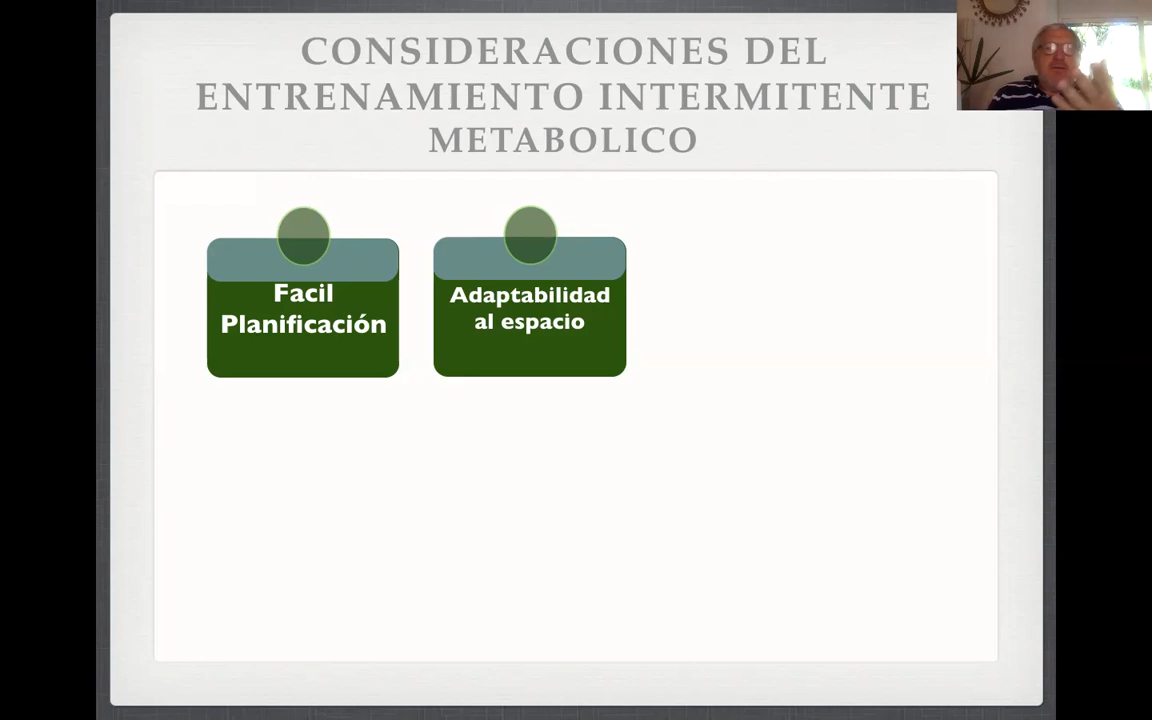 CONSIDERACIONES DEL
ENTRENAMIENTO INTERMITENTE
METABOLICO
Facil
Planificación
Adaptabilidad
al espacio